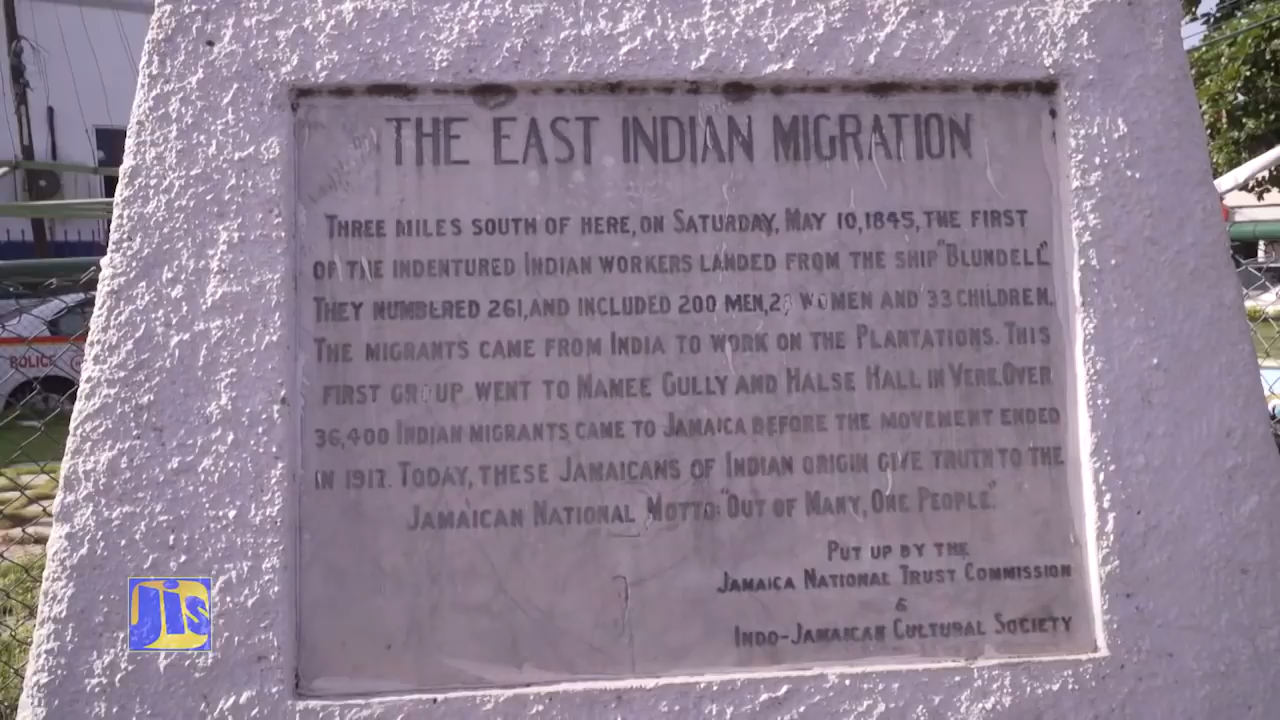 THE EAST INDIAN MIGRATION
THREE MILES SOUTH OF HERE, ON SATURDAY, MAY 10, 1845, THE FIRST
OF THE INDENTURED INDIAN WORKERS LANDED FROM THE SHIP "BLUNDELL".
THEY NUMBERED 261, AND INCLUDED 200 MEN, WOMEN AND 33 CHILDREN.
THE MIGRANTS CAME FROM INDIA TO WORK ON THE PLANTATIONS. THIS
FIRST GROUP WENT TO MAMEE GULLY AND HALSE HALL IN VERE. OVER
36,400 INDIAN MIGRANTS CAME TO JAMAICA BEFORE THE MOVEMENT ENDED
IN 1917. TODAY, THESE JAMAICANS OF INDIAN ORIGIN GIVE TRUTH TO THE
JAMAICAN NATIONAL MOTTO: "OUT OF MANY, ONE PEOPLE."
PUT UP BY THE
JAMAICA NATIONAL TRUST COMMISSION
&
INDO-JAMAICAN CULTURAL SOCIETY
POLICE
P
JIS